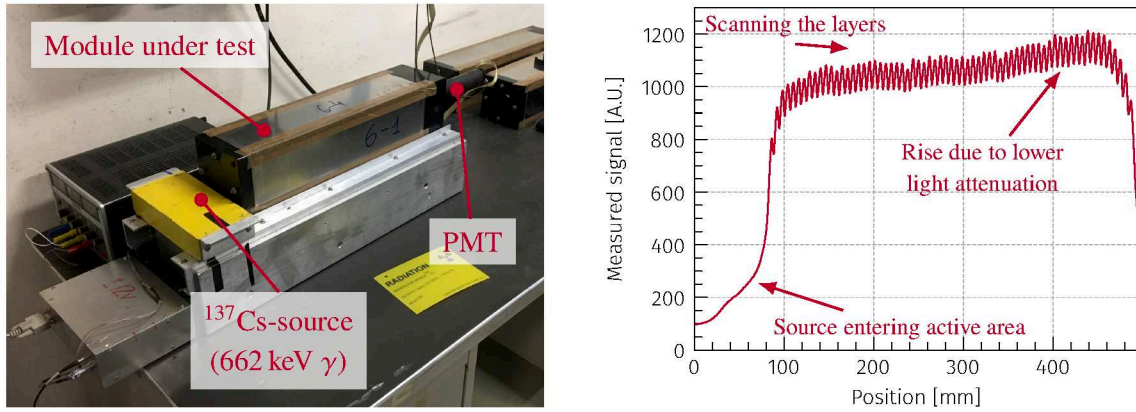 Module under test
6-4
6-1
PMT
RADIATION
¹³⁷Cs-source
(662 keV γ)
Scanning the layers
Rise due to lower
light attenuation
Source entering active area
Measured signal [A.U.]
1200
1000
800
600
400
200
0
0 100 200 300 400
Position [mm]